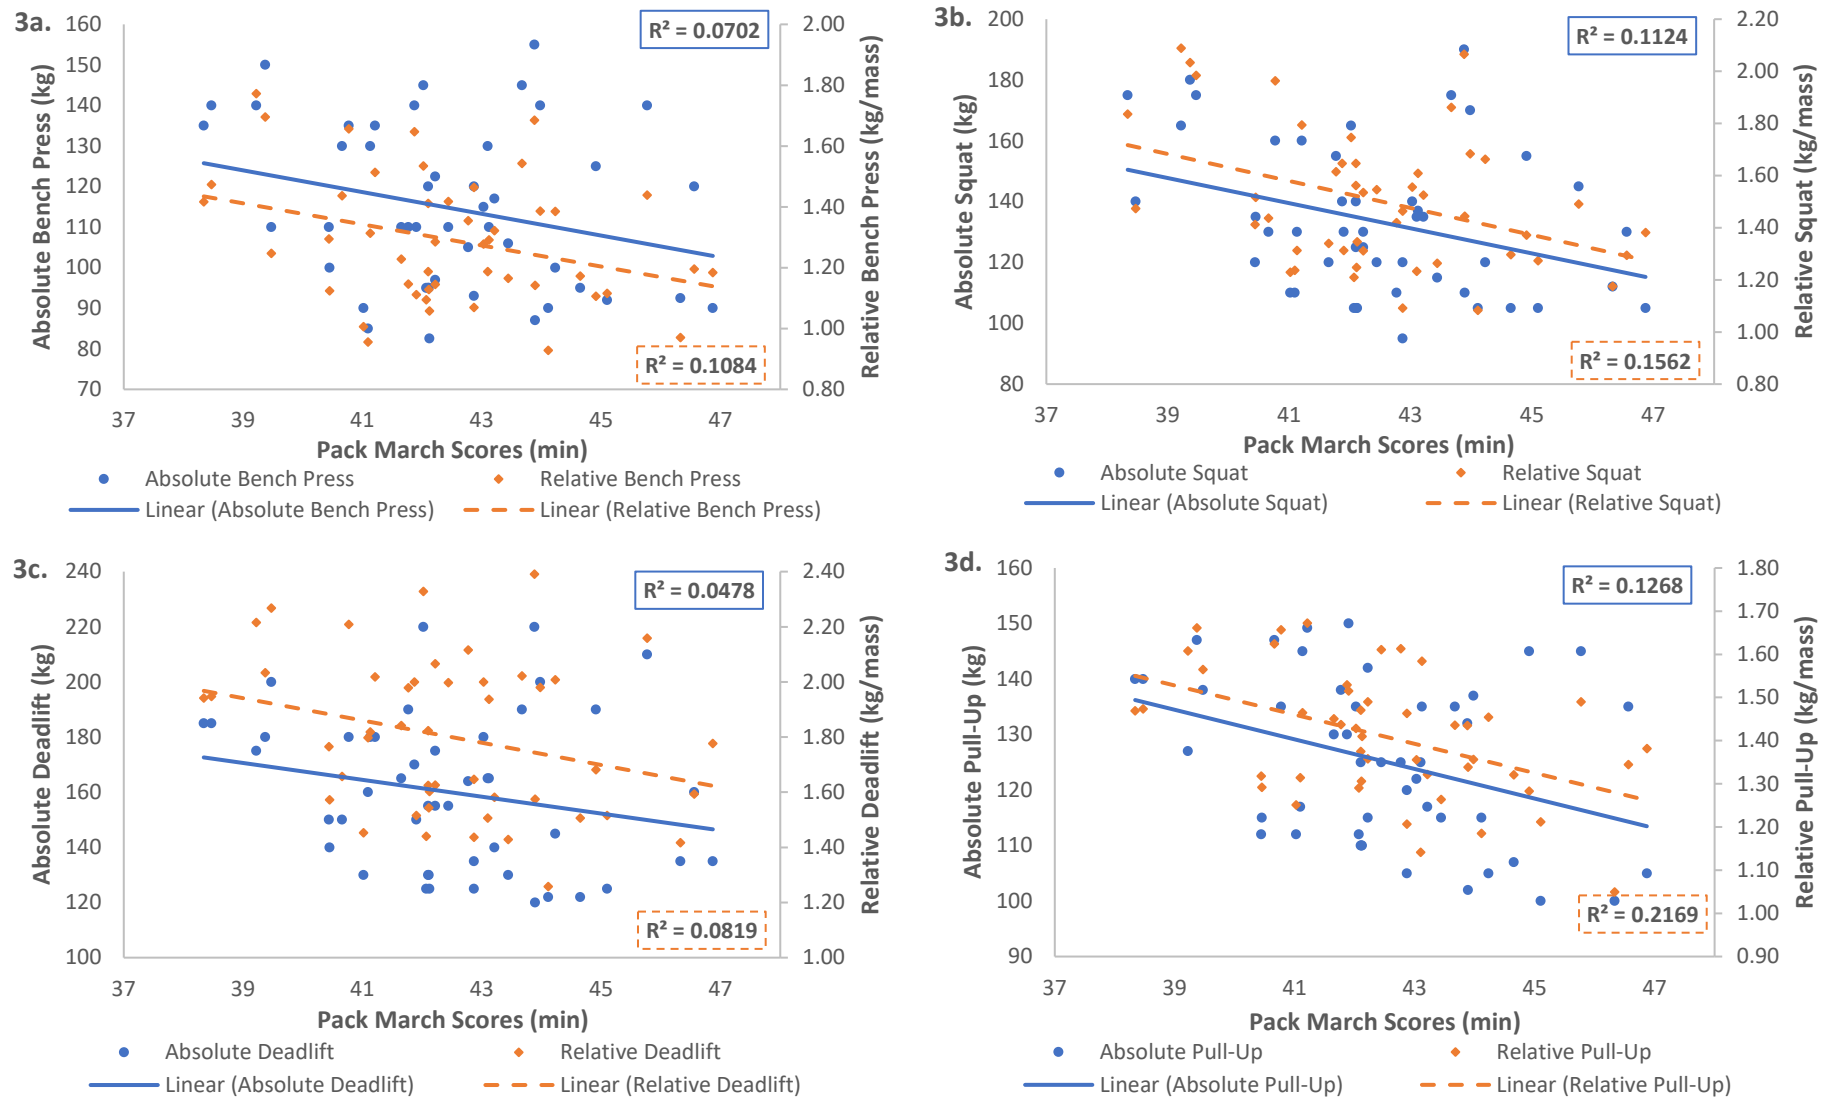 3a.
R² = 0.0702
160
150
140
130
120
110
100
90
80
70
Absolute Bench Press (kg)
2.00
1.80
1.60
1.40
1.20
1.00
0.80
Relative Bench Press (kg/mass)
R² = 0.1084
37 39 41 43 45 47
Pack March Scores (min)
Absolute Bench Press Relative Bench Press
Linear (Absolute Bench Press) Linear (Relative Bench Press)
3b.
R² = 0.1124
200
180
160
140
120
100
80
Absolute Squat (kg)
2.20
2.00
1.80
1.60
1.40
1.20
1.00
0.80
Relative Squat (kg/mass)
R² = 0.1562
37 39 41 43 45 47
Pack March Scores (min)
Absolute Squat Relative Squat
Linear (Absolute Squat) Linear (Relative Squat)
3c.
R² = 0.0478
240
220
200
180
160
140
120
100
Absolute Deadlift (kg)
2.40
2.20
2.00
1.80
1.60
1.40
1.20
1.00
Relative Deadlift (kg/mass)
R² = 0.0819
37 39 41 43 45 47
Pack March Scores (min)
Absolute Deadlift Relative Deadlift
Linear (Absolute Deadlift) Linear (Relative Deadlift)
3d.
R² = 0.1268
160
150
140
130
120
110
100
90
Absolute Pull-Up (kg)
1.80
1.70
1.60
1.50
1.40
1.30
1.20
1.10
1.00
0.90
Relative Pull-Up (kg/mass)
R² = 0.2169
37 39 41 43 45 47
Pack March Scores (min)
Absolute Pull-Up Relative Pull-Up
Linear (Absolute Pull-Up) Linear (Relative Pull-Up)